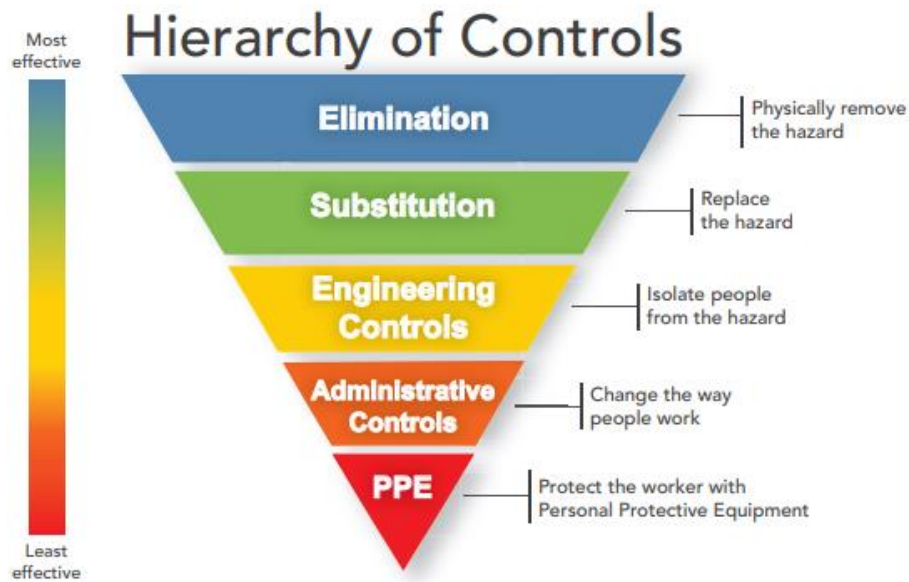 Hierarchy of Controls
Most
effective
Elimination
Physically remove
the hazard
Substitution
Replace
the hazard
Engineering
Controls
Isolate people
from the hazard
Administrative
Controls
Change the way
people work
PPE
Protect the worker with
Personal Protective Equipment
Least
effective